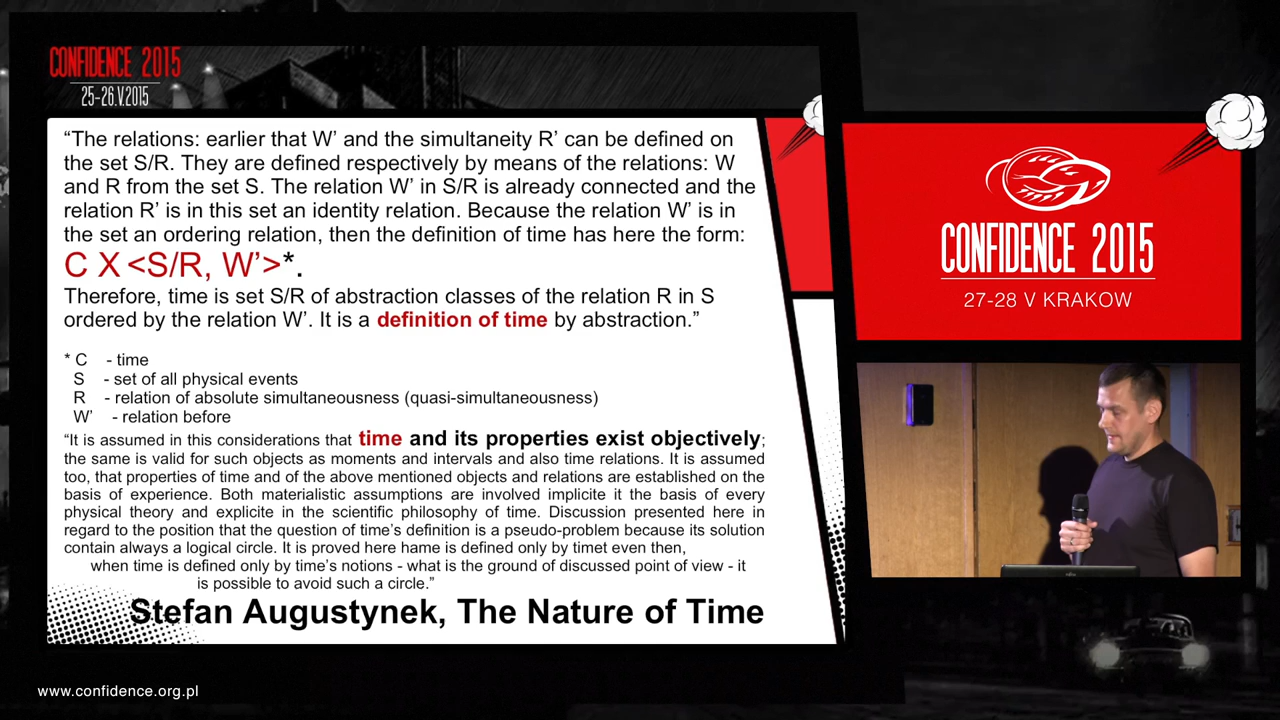 CONFIDENCE 2015
25-26.V.2015
“The relations: earlier that W’ and the simultaneity R’ can be defined on
the set S/R. They are defined respectively by means of the relations: W
and R from the set S. The relation W’ in S/R is already connected and the
relation R’ is in this set an identity relation. Because the relation W’ is in
the set an ordering relation, then the definition of time has here the form:
C X <S/R, W’>*.
Therefore, time is set S/R of abstraction classes of the relation R in S
ordered by the relation W’. It is a definition of time by abstraction.”
* C - time
S - set of all physical events
R - relation of absolute simultaneousness (quasi-simultaneousness)
W’ - relation before
“It is assumed in this considerations that time and its properties exist objectively;
the same is valid for such objects as moments and intervals and also time relations. It is assumed
too, that properties of time and of the above mentioned objects and relations are established on the
basis of experience. Both materialistic assumptions are involved implicite it the basis of every
physical theory and explicite in the scientific philosophy of time. Discussion presented here in
regard to the position that the question of time’s definition is a pseudo-problem because its solution
contain always a logical circle. It is proved here hame is defined only by timet even then,
when time is defined only by time’s notions - what is the ground of discussed point of view - it
is possible to avoid such a circle.”
Stefan Augustynek, The Nature of Time
CONFIDENCE 2015
27-28 V KRAKOW
www.confidence.org.pl